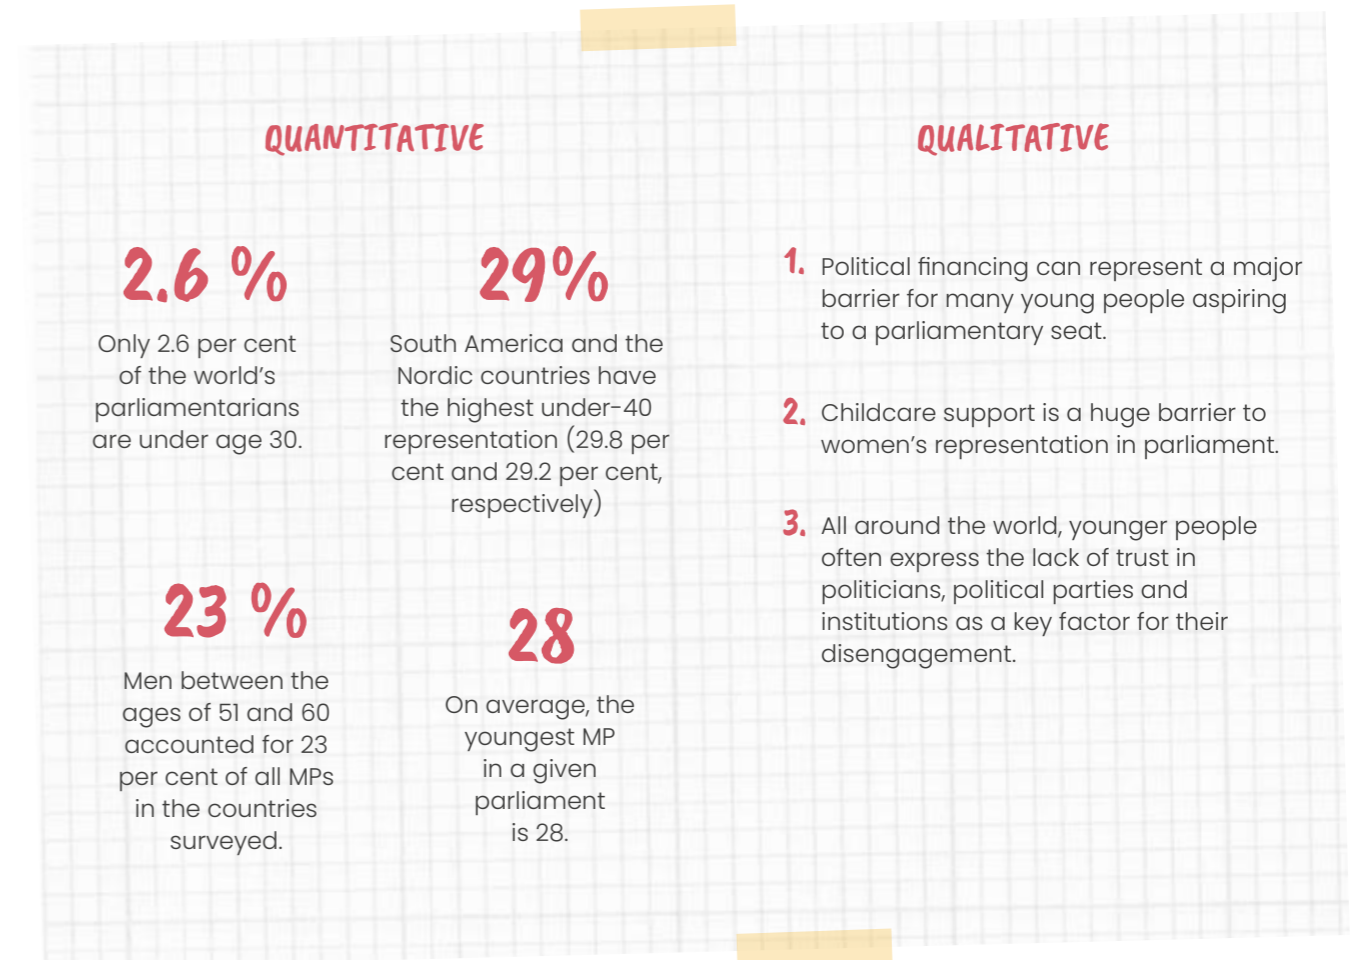 QUANTITATIVE
2.6 %
Only 2.6 per cent
of the world's
parliamentarians
are under age 30.
29%
South America and the
Nordic countries have
the highest under-40
representation (29.8 per
cent and 29.2 per cent,
respectively)
23 %
Men between the
ages of 51 and 60
accounted for 23
per cent of all MPs
in the countries
surveyed.
28
On average, the
youngest MP
in a given
parliament
is 28.
QUALITATIVE
1. Political financing can represent a major
barrier for many young people aspiring
to a parliamentary seat.
2. Childcare support is a huge barrier to
women's representation in parliament.
3. All around the world, younger people
often express the lack of trust in
politicians, political parties and
institutions as a key factor for their
disengagement.